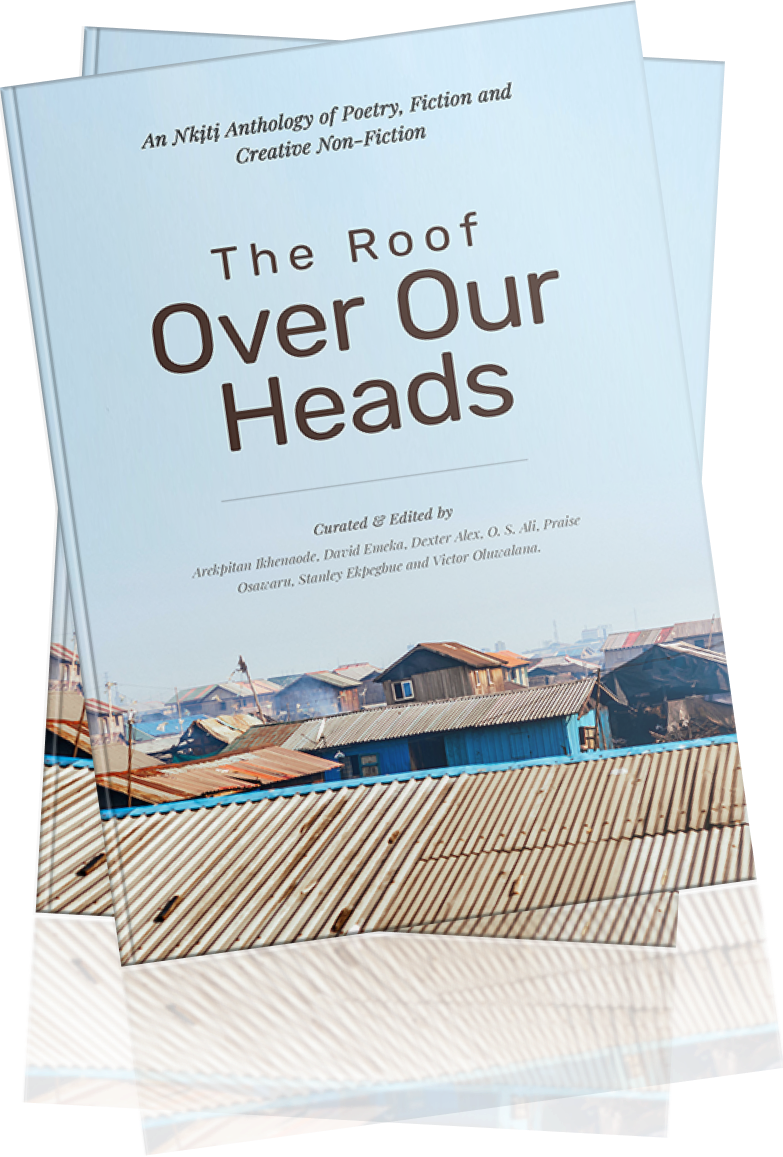 An Nkịtị Anthology of Poetry, Fiction and
Creative Non-Fiction
The Roof
Over Our
Heads
Curated & Edited by
Arekpitan Ikhenaode, David Emeka, Dexter Alex, O. S. Ali, Praise
Osawaru, Stanley Ekpegbue and Victor Oluwalana.